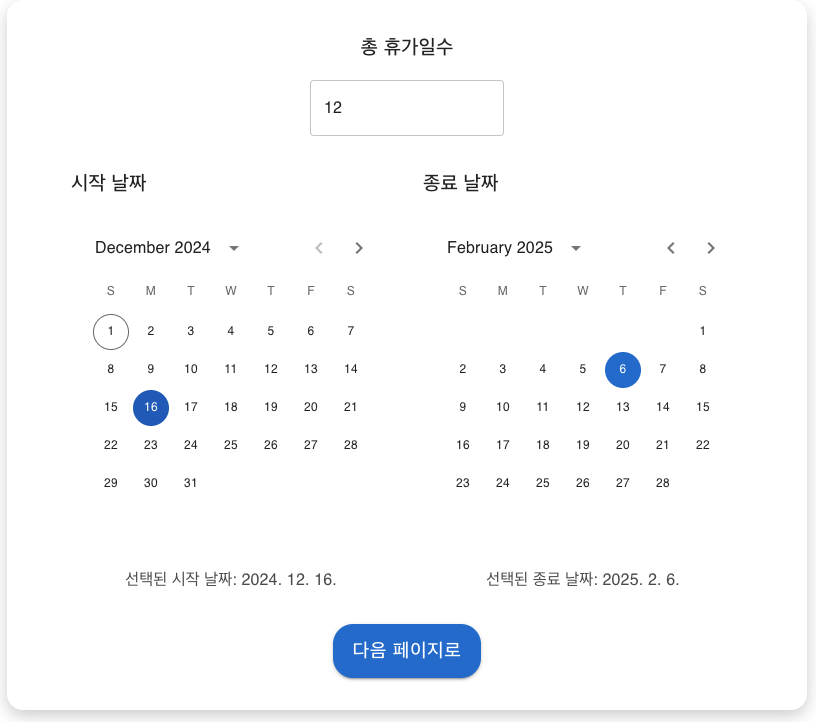 총 휴가일수
12
시작 날짜
종료 날짜
December 2024
S M T W T F S
1 2 3 4 5 6 7
8 9 10 11 12 13 14
15 16 17 18 19 20 21
22 23 24 25 26 27 28
29 30 31
선택된 시작 날짜: 2024. 12. 16.
February 2025
S M T W T F S
1
2 3 4 5 6 7 8
9 10 11 12 13 14 15
16 17 18 19 20 21 22
23 24 25 26 27 28
선택된 종료 날짜: 2025. 2. 6.
다음 페이지로